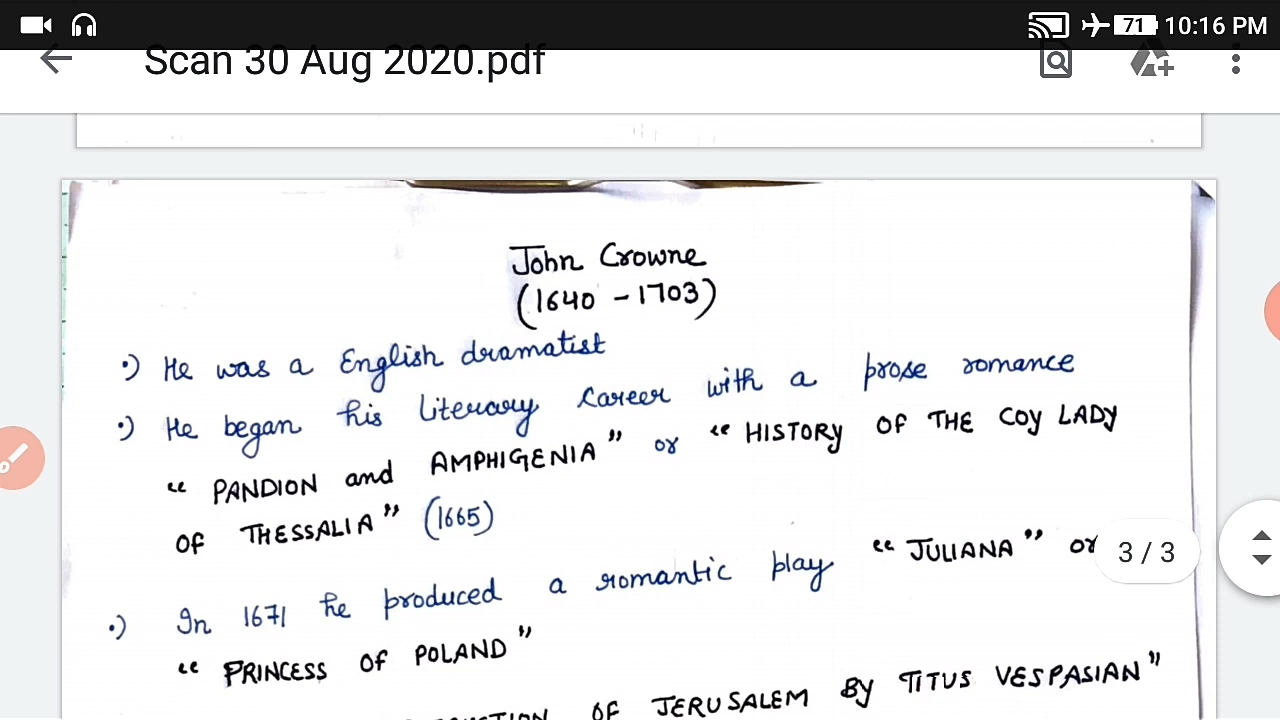 71 10:16 PM
Scan 30 Aug 2020.pdf
John Crowne
(1640 - 1703)
•) He was a English dramatist
•) He began his literary career with a prose romance
"PANDION and AMPHIGENIA" or "HISTORY OF THE COY LADY
OF THESSALIA" (1665)
•) In 1671 he produced a romantic play "JULIANA" or
"PRINCESS OF POLAND"
OF JERUSALEM BY TITUS VESPASIAN"
3 / 3